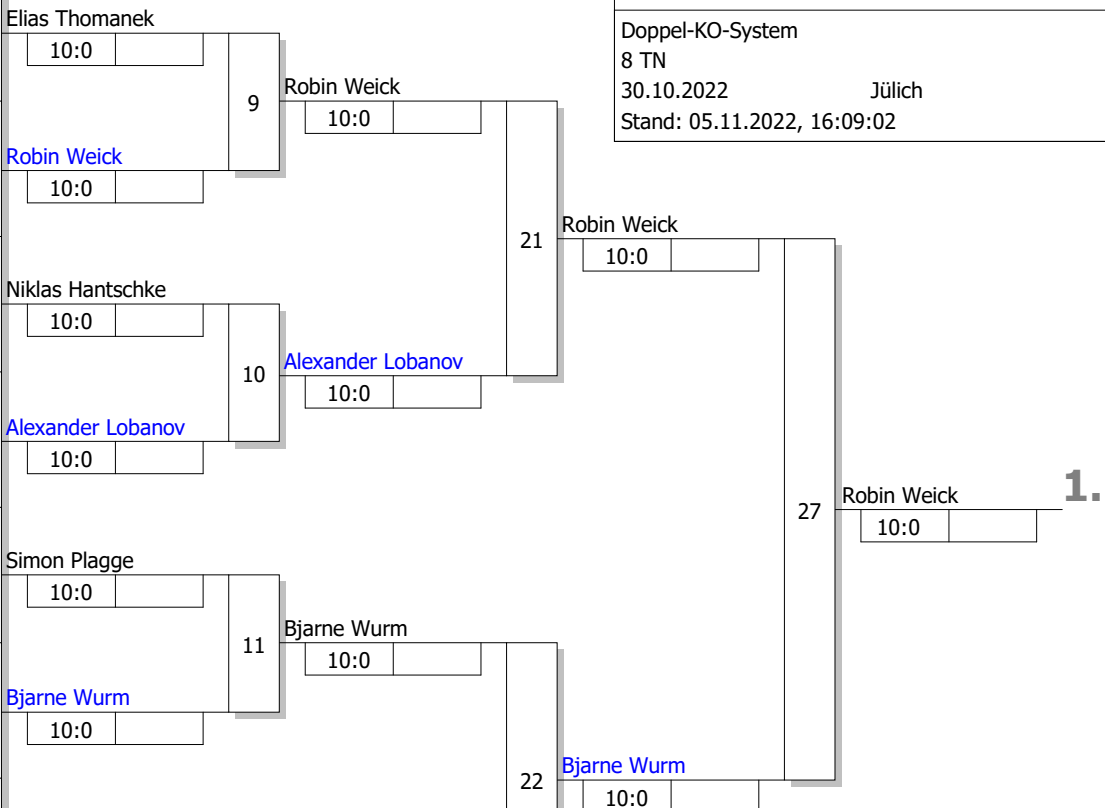 Elias Thomanek
10:0
9
Robin Weick
10:0
Robin Weick
10:0
Doppel-KO-System
8 TN
30.10.2022 Jülich
Stand: 05.11.2022, 16:09:02
21
Robin Weick
10:0
Niklas Hantschke
10:0
10
Alexander Lobanov
10:0
Alexander Lobanov
10:0
27
Robin Weick
10:0
1.
Simon Plagge
10:0
11
Bjarne Wurm
10:0
Bjarne Wurm
10:0
22
Bjarne Wurm
10:0